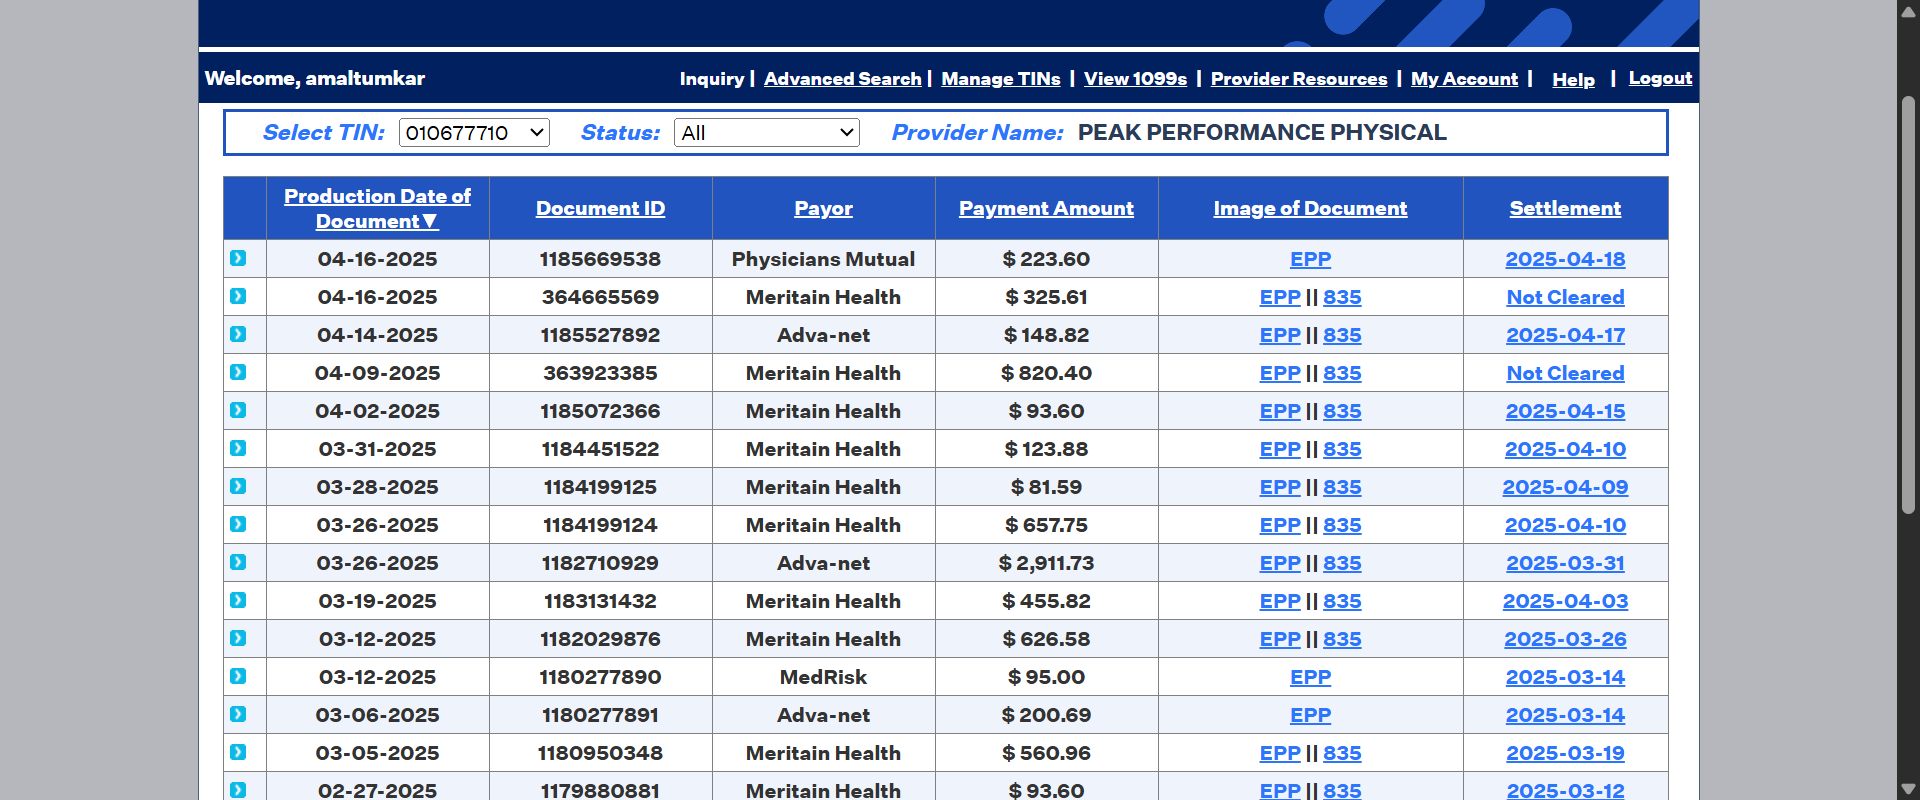 Welcome, amaltumkar Inquiry | Advanced Search | Manage TINs | View 1099s | Provider Resources | My Account | Help | Logout
Select TIN: 010677710 Status: All Provider Name: PEAK PERFORMANCE PHYSICAL
Production Date of
Document▼ Document ID Payor Payment Amount Image of Document Settlement
04-16-2025 1185669538 Physicians Mutual $ 223.60 EPP 2025-04-18
04-16-2025 364665569 Meritain Health $ 325.61 EPP || 835 Not Cleared
04-14-2025 1185527892 Adva-net $ 148.82 EPP || 835 2025-04-17
04-09-2025 363923385 Meritain Health $ 820.40 EPP || 835 Not Cleared
04-02-2025 1185072366 Meritain Health $ 93.60 EPP || 835 2025-04-15
03-31-2025 1184451522 Meritain Health $ 123.88 EPP || 835 2025-04-10
03-28-2025 1184199125 Meritain Health $ 81.59 EPP || 835 2025-04-09
03-26-2025 1184199124 Meritain Health $ 657.75 EPP || 835 2025-04-10
03-26-2025 1182710929 Adva-net $ 2,911.73 EPP || 835 2025-03-31
03-19-2025 1183131432 Meritain Health $ 455.82 EPP || 835 2025-04-03
03-12-2025 1182029876 Meritain Health $ 626.58 EPP || 835 2025-03-26
03-12-2025 1180277890 MedRisk $ 95.00 EPP 2025-03-14
03-06-2025 1180277891 Adva-net $ 200.69 EPP 2025-03-14
03-05-2025 1180950348 Meritain Health $ 560.96 EPP || 835 2025-03-19
02-27-2025 1179880881 Meritain Health $ 93.60 EPP || 835 2025-03-12